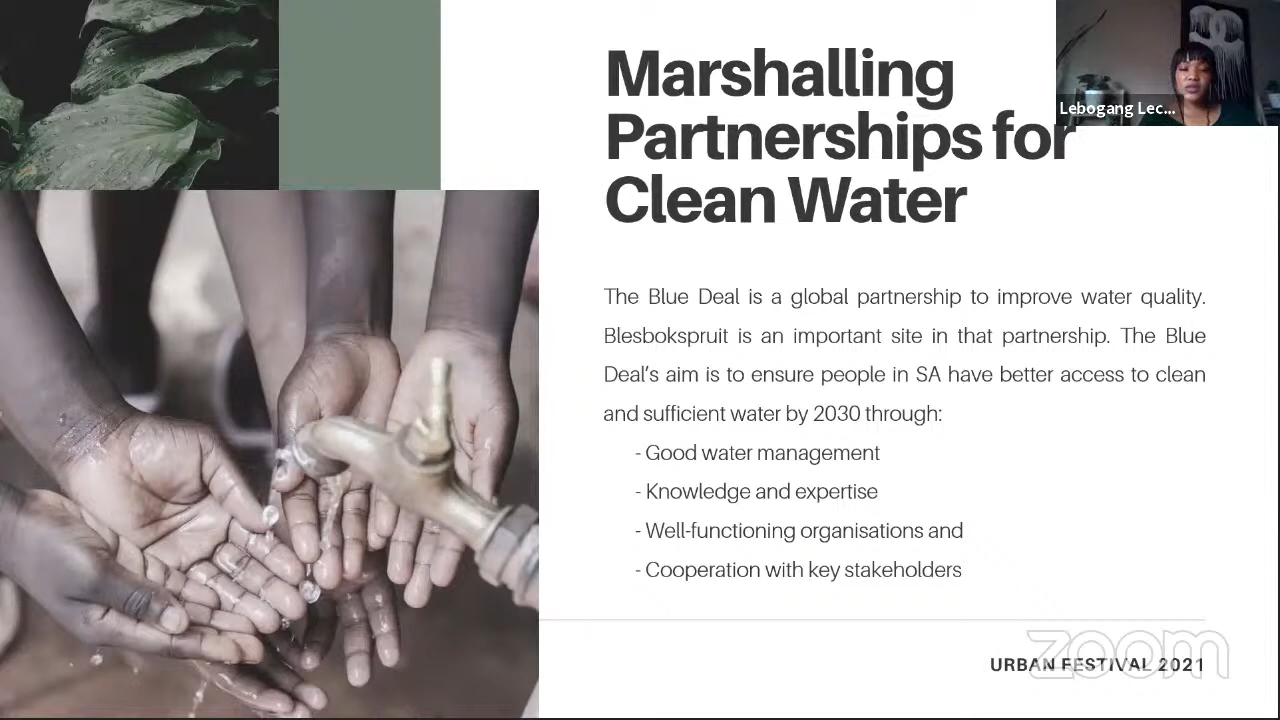 Marshalling
Partnerships for
Clean Water
Lebogang Lec...
The Blue Deal is a global partnership to improve water quality.
Blesbokspruit is an important site in that partnership. The Blue
Deal’s aim is to ensure people in SA have better access to clean
and sufficient water by 2030 through:
- Good water management
- Knowledge and expertise
- Well-functioning organisations and
- Cooperation with key stakeholders
URBAN FESTIVAL 2021
zoom